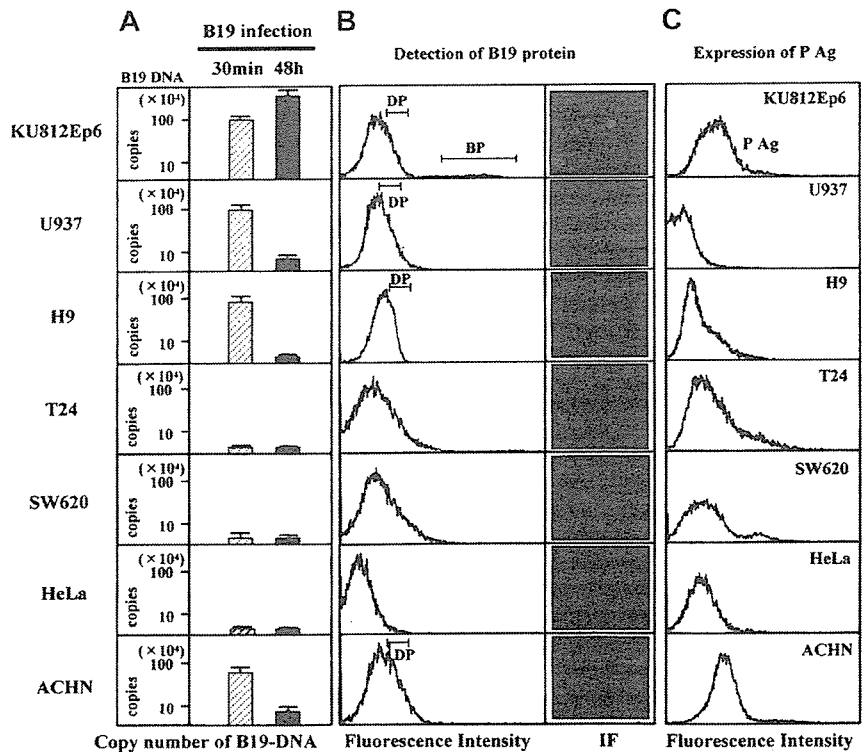 A
B19 infection
30min 48h
B
Detection of B19 protein
C
Expression of P Ag
B19 DNA
KU812Ep6
(×10⁴)
100
10
copies
DP
BP
KU812Ep6
P Ag
U937
(×10⁴)
100
10
copies
DP
U937
H9
(×10⁴)
100
10
copies
DP
H9
T24
(×10⁴)
100
10
copies
T24
SW620
(×10⁴)
100
10
copies
SW620
HeLa
(×10⁴)
100
10
copies
HeLa
ACHN
(×10⁴)
100
10
copies
DP
ACHN
Copy number of B19-DNA
Fluorescence Intensity
IF
Fluorescence Intensity